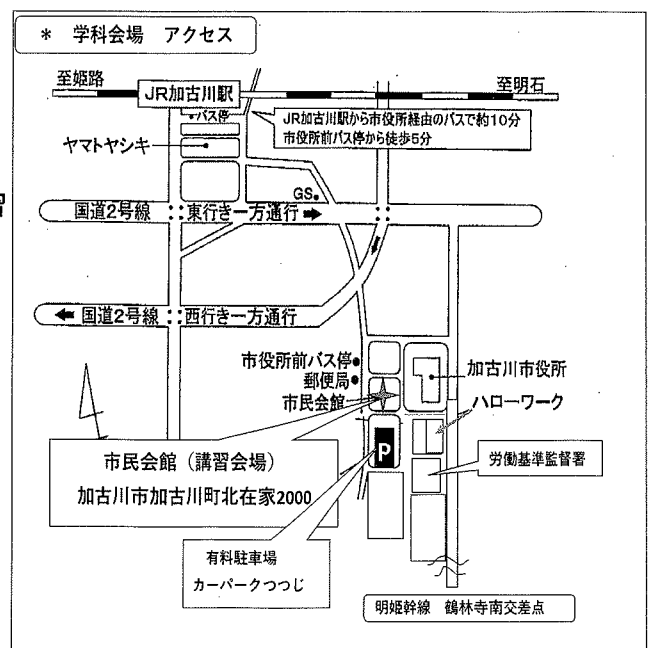 * 学科会場 アクセス
至姫路
至明石
JR加古川駅
•バス停
JR加古川駅から市役所経由のバスで約10分
市役所前バス停から徒歩5分
ヤマトヤシキ
GS
国道2号線 東行き一方通行
国道2号線 西行き一方通行
市役所前バス停
郵便局
市民会館
加古川市役所
ハローワーク
労働基準監督署
市民会館(講習会場)
加古川市加古川町北在家2000
P
有料駐車場
カーパークつつじ
明姫幹線 鶴林寺南交差点